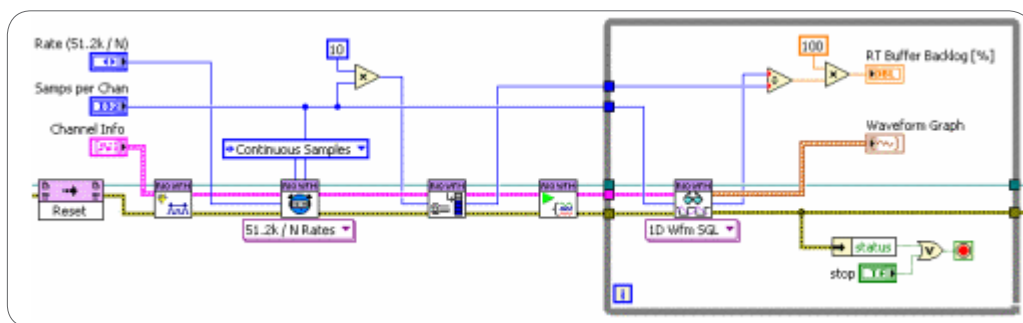 Rate (51.2k / N)
10
Samps per Chan
Channel Info
Continuous Samples
Reset
51.2k / N Rates
100
RT Buffer Backlog [%]
Waveform Graph
1D Wfm SGL
status
stop
i